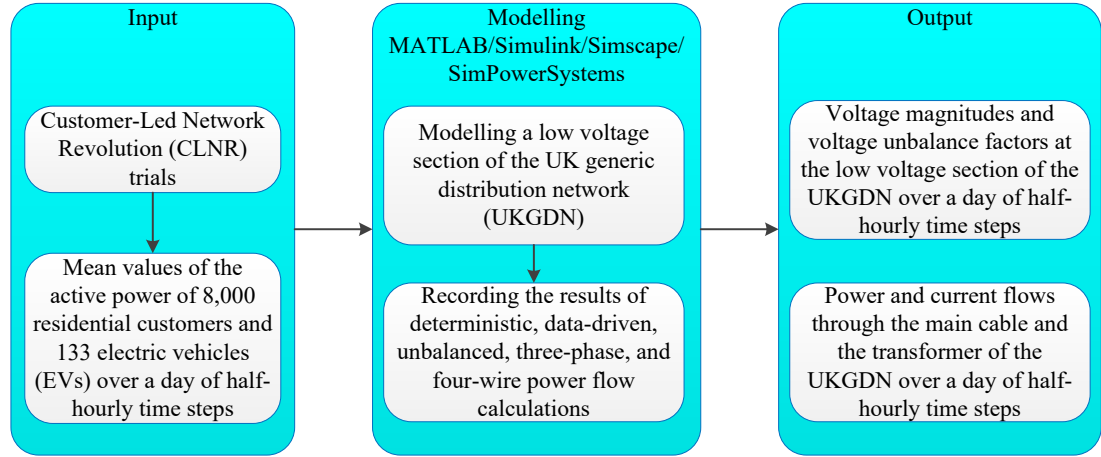 Input
Customer-Led Network
Revolution (CLNR)
trials
Mean values of the
active power of 8,000
residential customers and
133 electric vehicles
(EVs) over a day of half-
hourly time steps
Modelling
MATLAB/Simulink/Simscape/
SimPowerSystems
Modelling a low voltage
section of the UK generic
distribution network
(UKGDN)
Recording the results of
deterministic, data-driven,
unbalanced, three-phase, and
four-wire power flow
calculations
Output
Voltage magnitudes and
voltage unbalance factors at
the low voltage section of the
UKGDN over a day of half-
hourly time steps
Power and current flows
through the main cable and
the transformer of the
UKGDN over a day of half-
hourly time steps